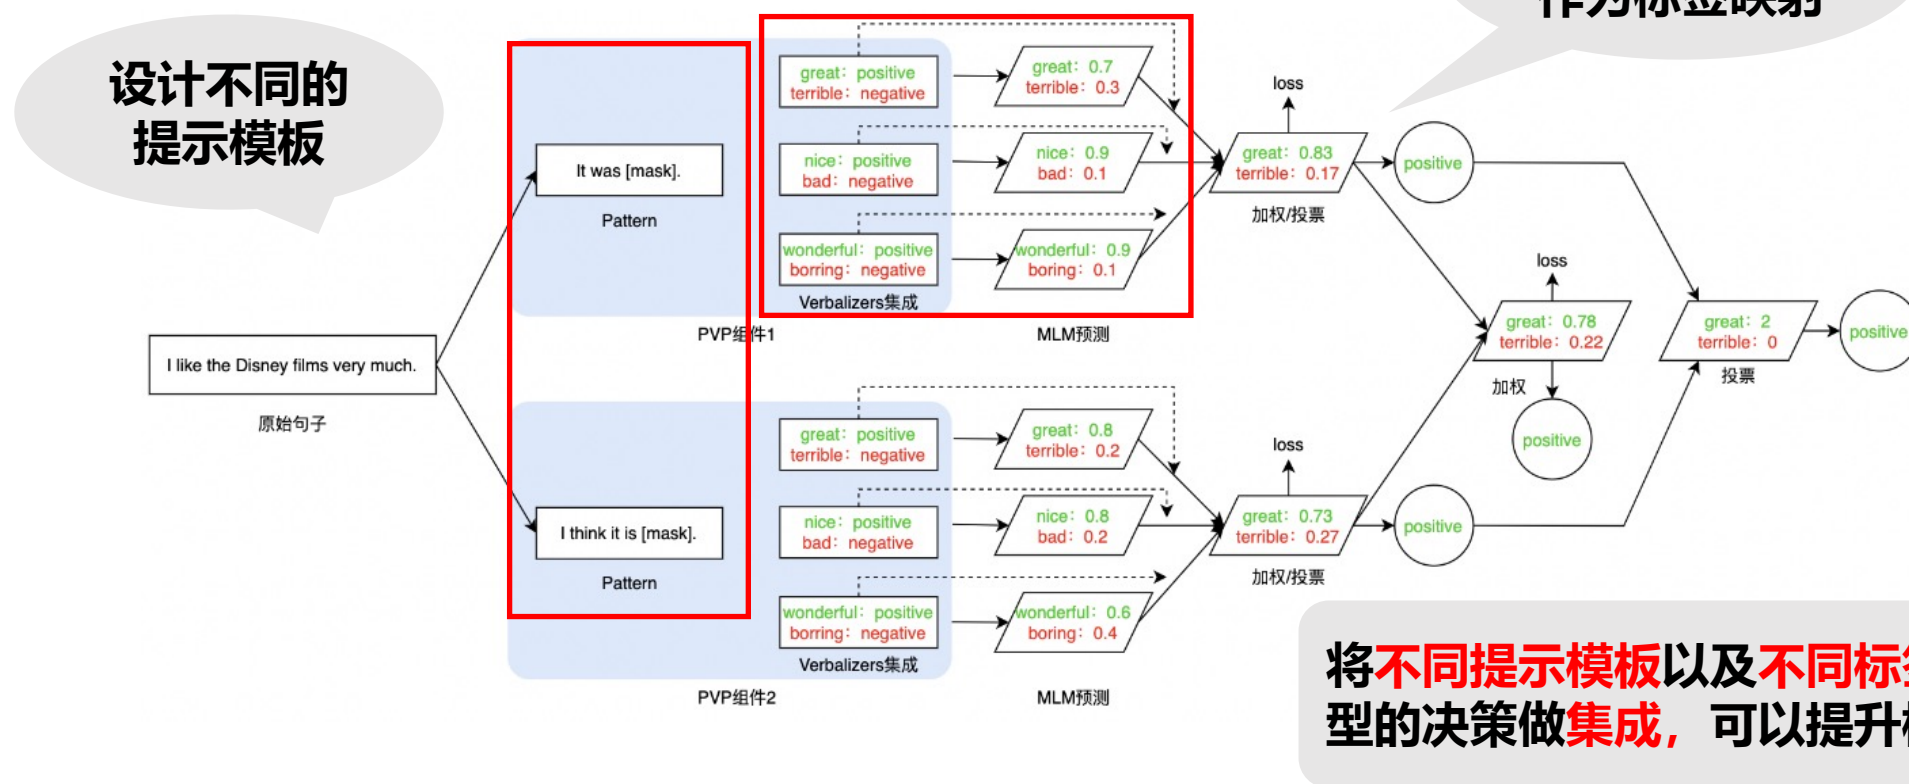 作为标签映射
设计不同的
提示模板
great: positive
terrible: negative
great: 0.7
terrible: 0.3
loss
It was [mask].
Pattern
nice: positive
bad: negative
nice: 0.9
bad: 0.1
great: 0.83
terrible: 0.17
positive
加权/投票
wonderful: positive
borring: negative
wonderful: 0.9
boring: 0.1
Verbalizers集成
PVP组件1
MLM预测
loss
I like the Disney films very much.
原始句子
great: 0.78
terrible: 0.22
加权
positive
great: 2
terrible: 0
投票
positive
great: positive
terrible: negative
great: 0.8
terrible: 0.2
loss
I think it is [mask].
Pattern
nice: positive
bad: negative
nice: 0.8
bad: 0.2
great: 0.73
terrible: 0.27
positive
加权/投票
wonderful: positive
borring: negative
wonderful: 0.6
boring: 0.4
Verbalizers集成
PVP组件2
MLM预测
将不同提示模板以及不同标
型的决策做集成，可以提升